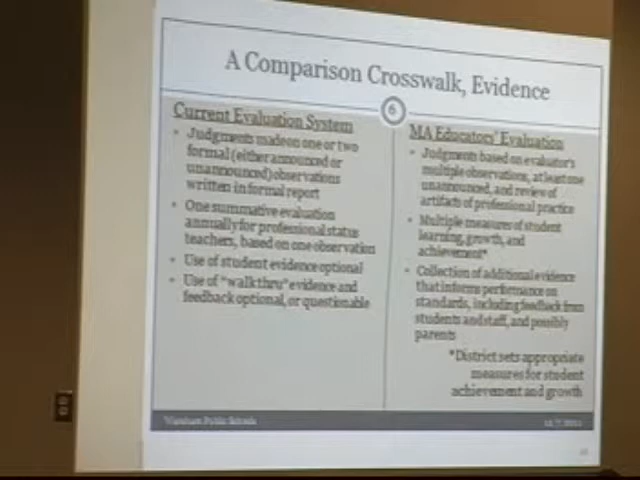 A Comparison Crosswalk, Evidence
6
Current Evaluation System
• Judgments made on one or two
formal (either announced or
unannounced) observations
written in formal report
• One summative evaluation
annually for professional status
teachers, based on one observation
• Use of student evidence optional
• Use of "walk thru" evidence and
feedback optional, or questionable
MA Educators' Evaluation
• Judgments based on evaluator's
multiple observations, at least one
unannounced, and review of
artifacts of professional practice
• Multiple measures of student
learning, growth, and
achievement*
• Collection of additional evidence
that informs performance on
standards, including feedback from
students and staff, and possibly
parents
*District sets appropriate
measures for student
achievement and growth
Public Schools